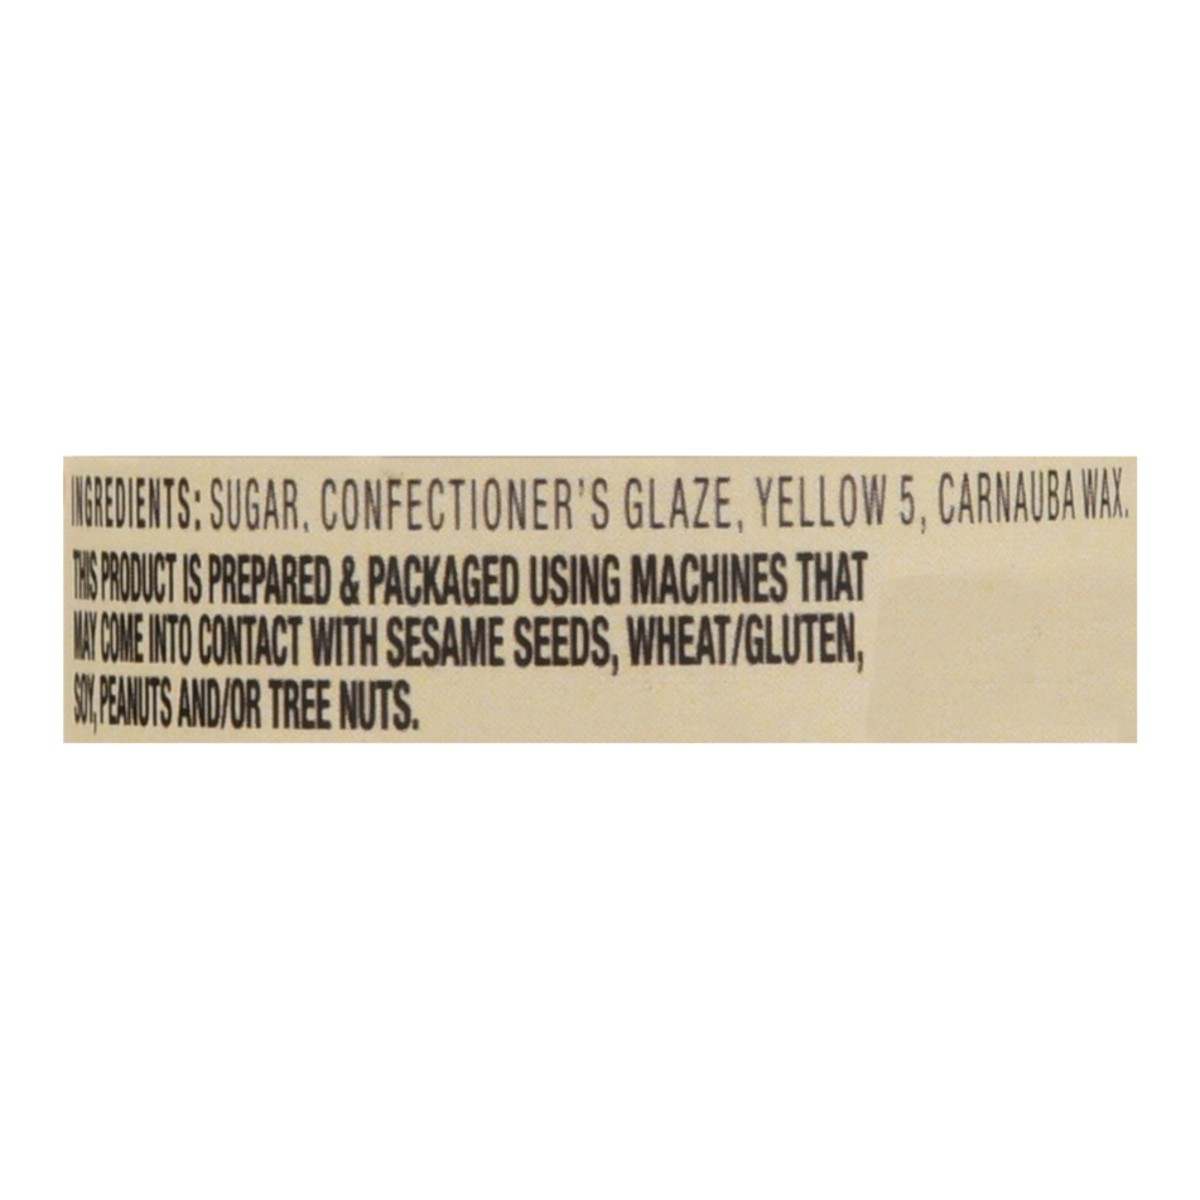 INGREDIENTS: SUGAR, CONFECTIONER'S GLAZE, YELLOW 5, CARNAUBA WAX.
THIS PRODUCT IS PREPARED & PACKAGED USING MACHINES THAT
MAY COME INTO CONTACT WITH SESAME SEEDS, WHEAT/GLUTEN,
SOY, PEANUTS AND/OR TREE NUTS.